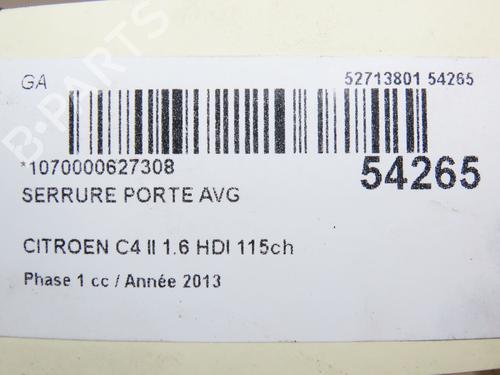 GA
52713801 54265
*1070000627308
54265
SERRURE PORTE AVG
CITROEN C4 II 1.6 HDI 115ch
Phase 1 cc / Année 2013
B-PARTS